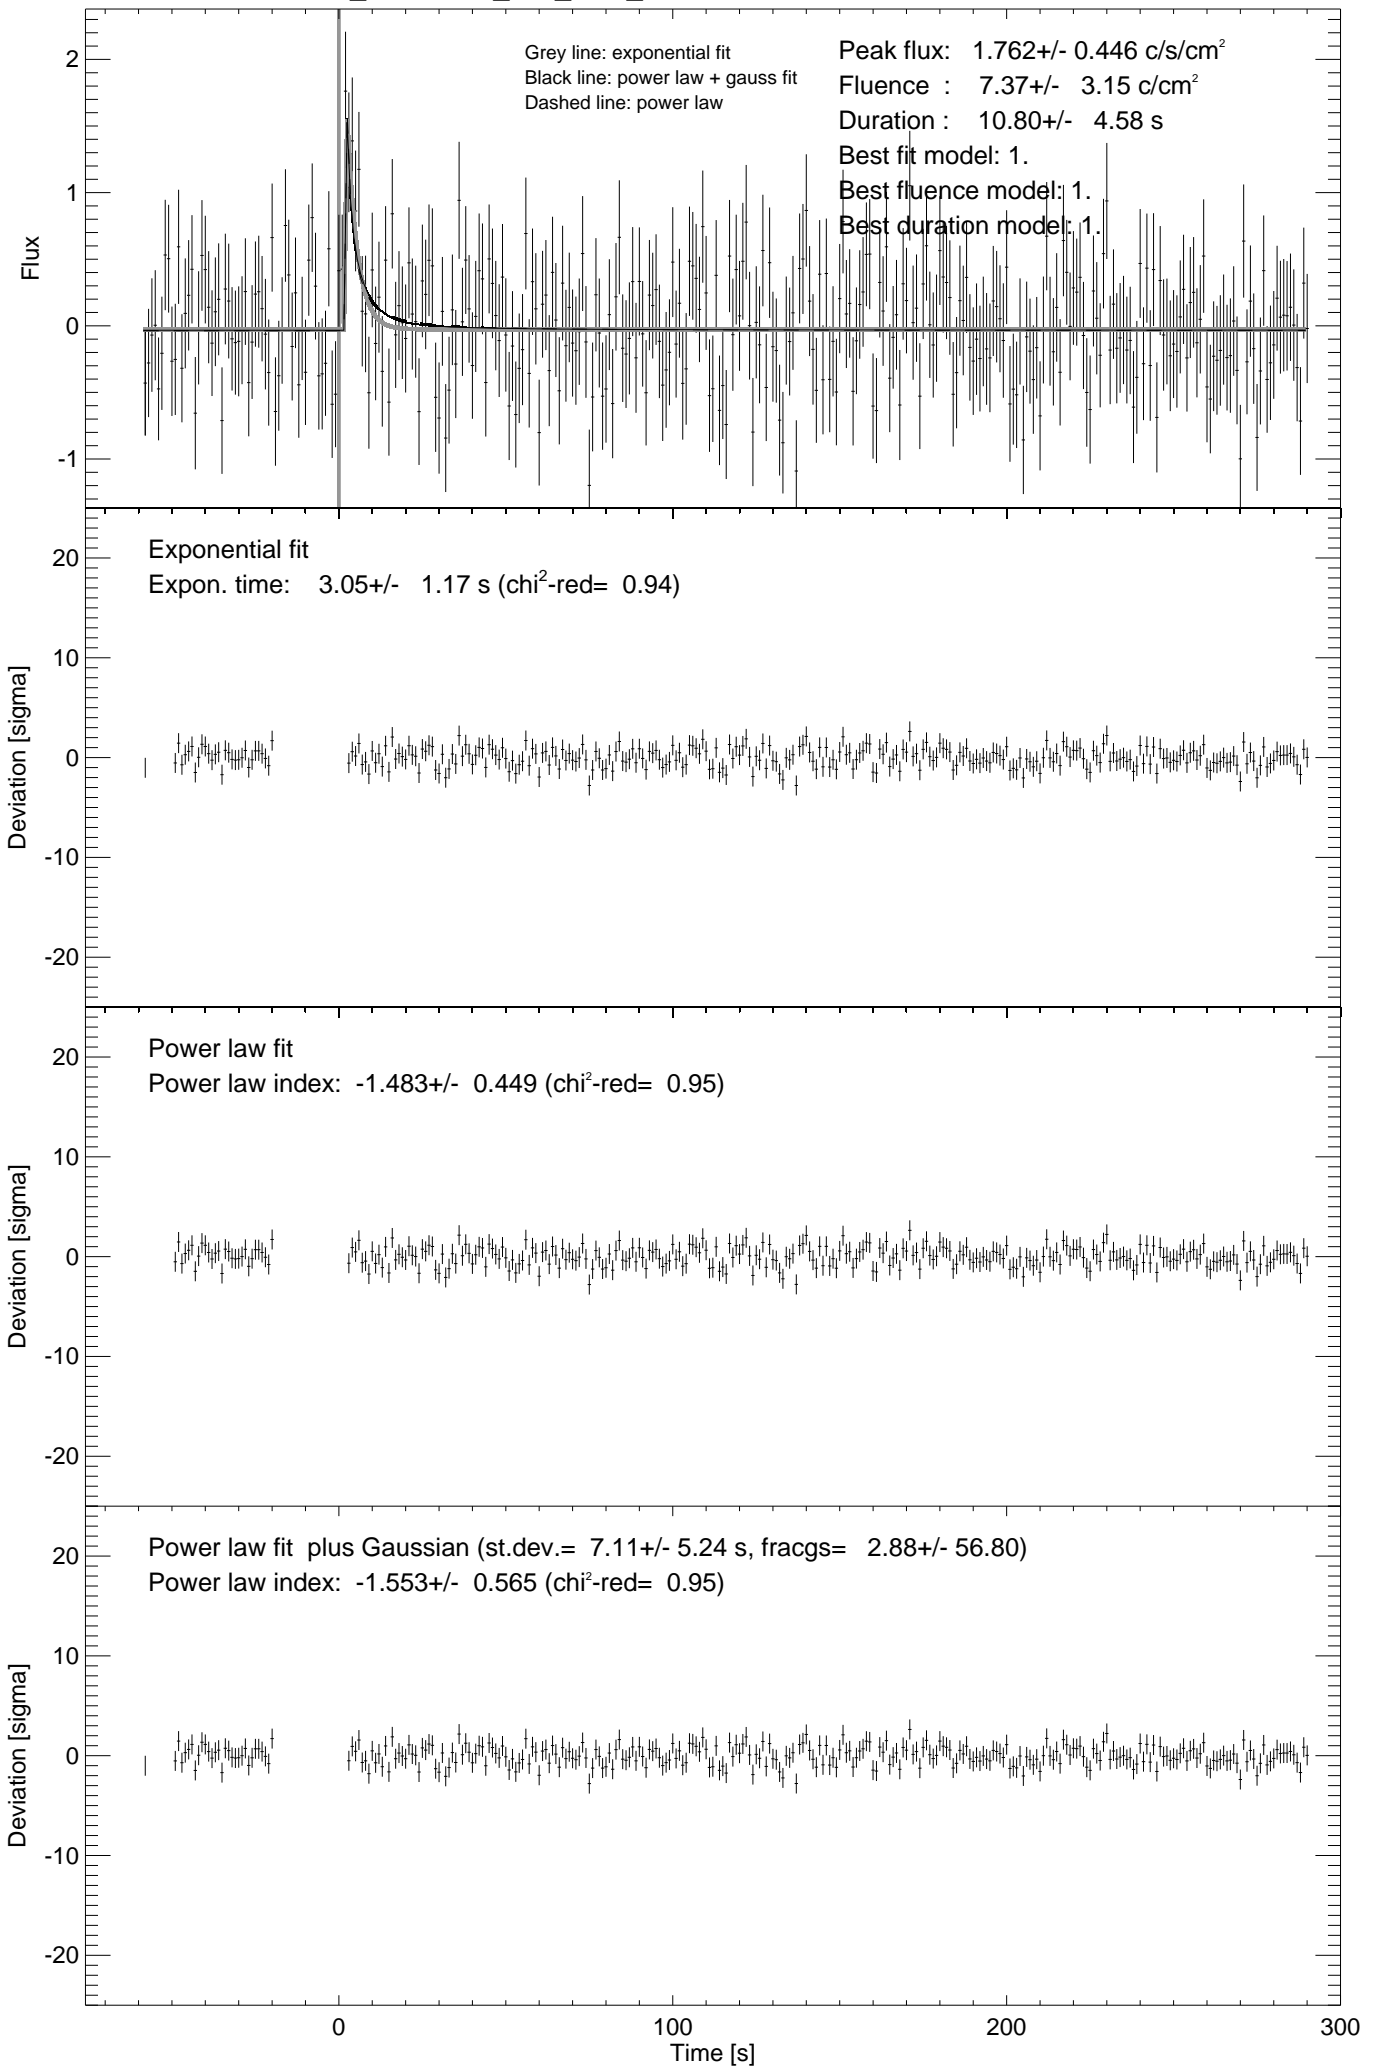 Grey line: exponential fit
Black line: power law + gauss fit
Dashed line: power law
Peak flux: 1.762+/- 0.446 c/s/cm²
Fluence : 7.37+/- 3.15 c/cm²
Duration : 10.80+/- 4.58 s
Best fit model: 1.
Best fluence model: 1.
Best duration model: 1.
2
1
0
-1
Flux
Exponential fit
Expon. time: 3.05+/- 1.17 s (chi²-red= 0.94)
20
10
0
-10
-20
Deviation [sigma]
Power law fit
Power law index: -1.483+/- 0.449 (chi²-red= 0.95)
20
10
0
-10
-20
Deviation [sigma]
Power law fit plus Gaussian (st.dev.= 7.11+/- 5.24 s, fracgs= 2.88+/- 56.80)
Power law index: -1.553+/- 0.565 (chi²-red= 0.95)
20
10
0
-10
-20
Deviation [sigma]
0 100 200 300
Time [s]